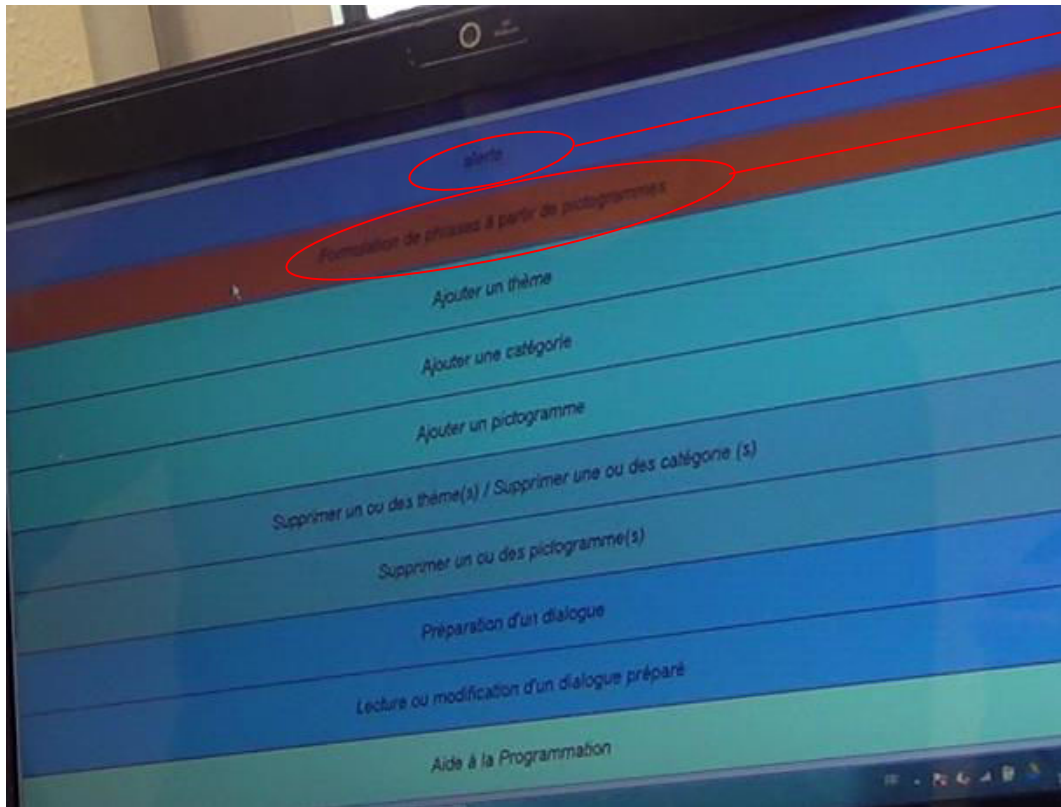 alerte
Formulation de phrases à partir de pictogrammes
Ajouter un thème
Ajouter une catégorie
Ajouter un pictogramme
Supprimer un ou des thème(s) / Supprimer une ou des catégorie (s)
Supprimer un ou des pictogramme(s)
Préparation d'un dialogue
Lecture ou modification d'un dialogue préparé
Aide à la Programmation
FR